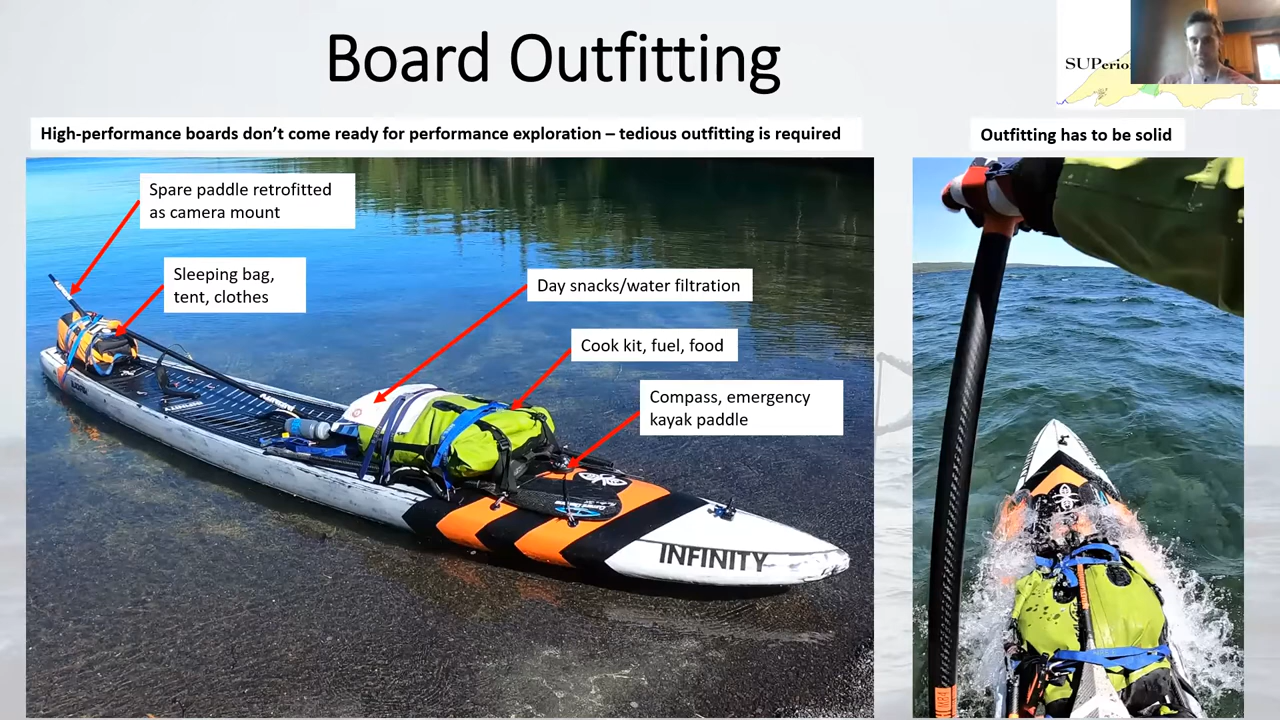 Board Outfitting
SUPerio
High-performance boards don't come ready for performance exploration – tedious outfitting is required
Outfitting has to be solid
Spare paddle retrofitted
as camera mount
Sleeping bag,
tent, clothes
Day snacks/water filtration
Cook kit, fuel, food
Compass, emergency
kayak paddle
INFINITY